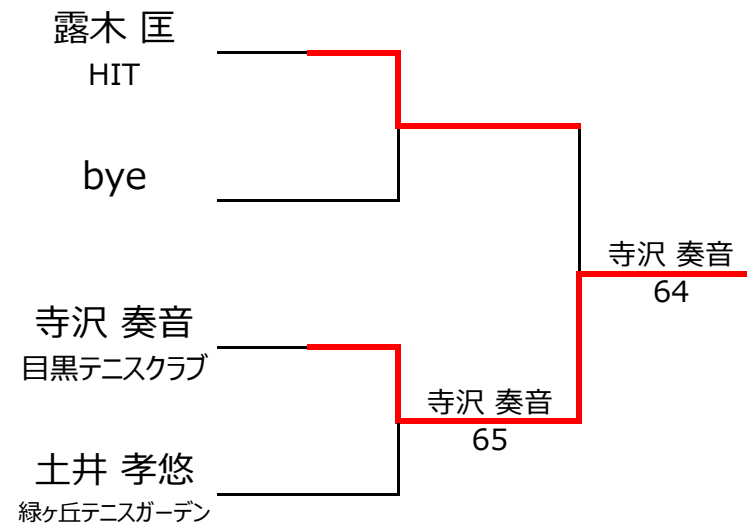 露木 匡
HIT
bye
寺沢 奏音
64
寺沢 奏音
目黒テニスクラブ
寺沢 奏音
65
土井 孝悠
緑ヶ丘テニスガーデン